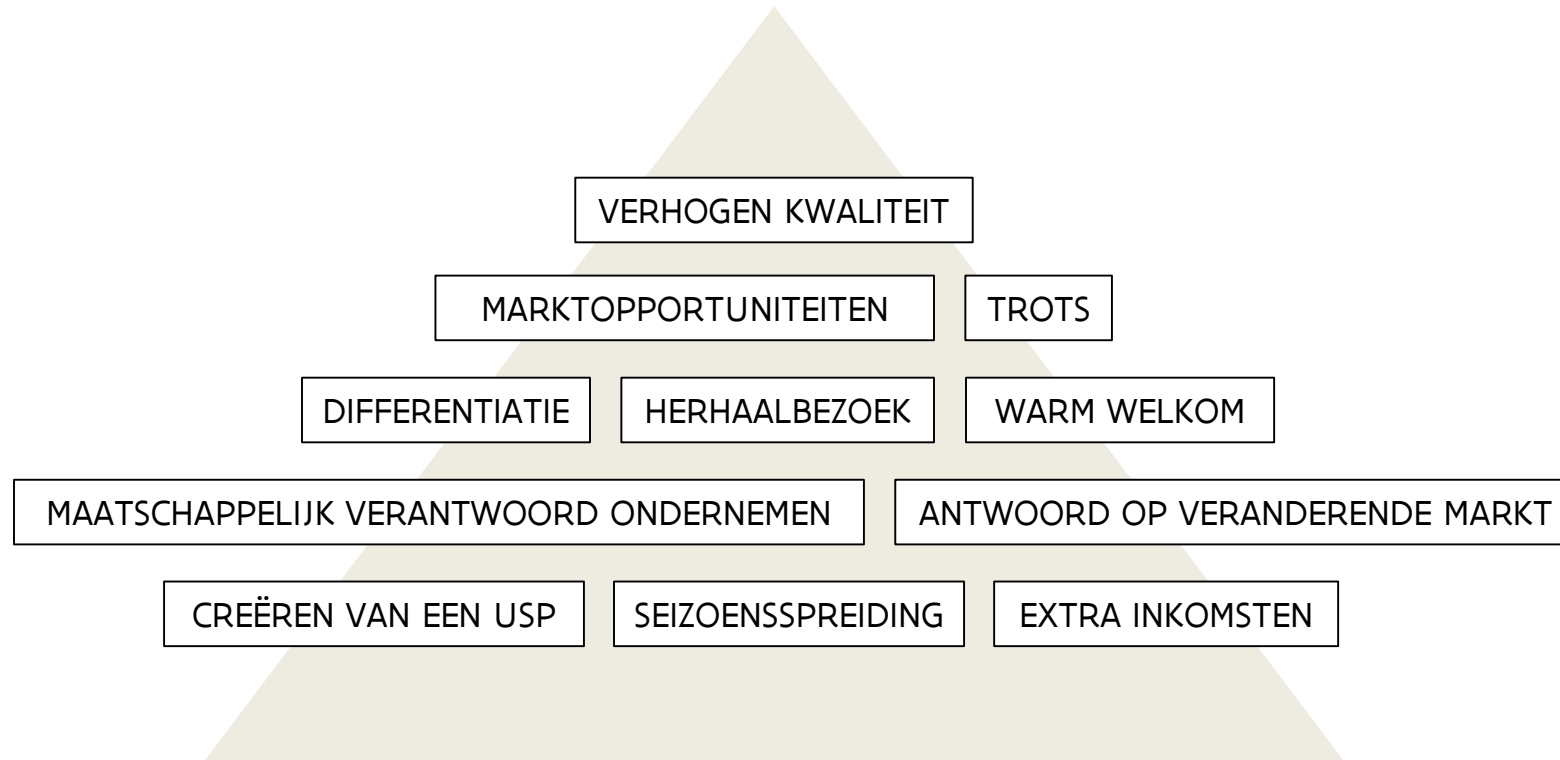 VERHOGEN KWALITEIT
MARKTOPPORTUNITEITEN
TROTS
DIFFERENTIATIE
HERHAALBEZOEK
WARM WELKOM
MAATSCHAPPELIJK VERANTWOORD ONDERNEMEN
ANTWOORD OP VERANDERENDE MARKT
CREËREN VAN EEN USP
SEIZOENSSPREIDING
EXTRA INKOMSTEN